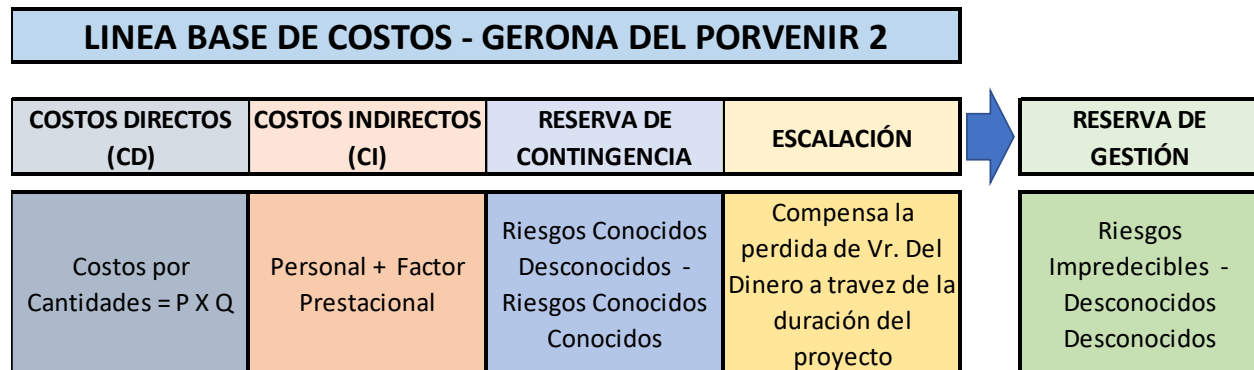 LINEA BASE DE COSTOS - GERONA DEL PORVENIR 2
COSTOS DIRECTOS
(CD)
COSTOS INDIRECTOS
(CI)
RESERVA DE
CONTINGENCIA
ESCALACIÓN
RESERVA DE
GESTIÓN
Costos por
Cantidades = P X Q
Personal + Factor
Prestacional
Riesgos Conocidos
Desconocidos -
Riesgos Conocidos
Conocidos
Compensa la
perdida de Vr. Del
Dinero a travez de la
duración del
proyecto
Riesgos
Impredecibles -
Desconocidos
Desconocidos